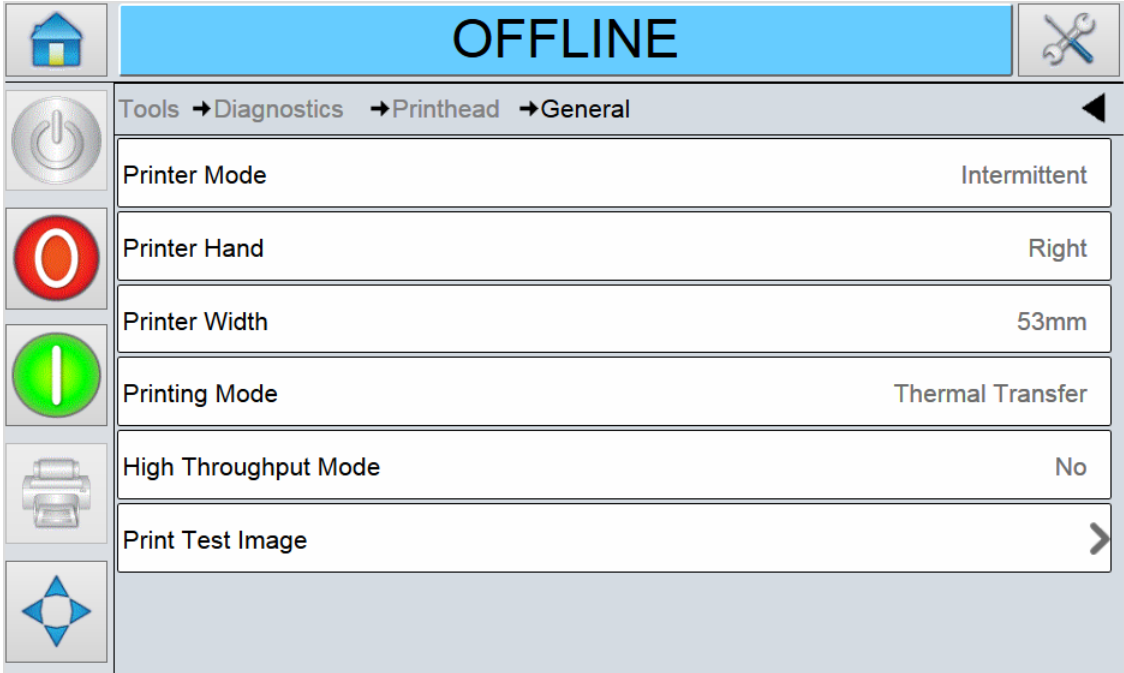 OFFLINE
Tools ➔Diagnostics ➔Printhead ➔General
Printer Mode Intermittent
Printer Hand Right
Printer Width 53mm
Printing Mode Thermal Transfer
High Throughput Mode No
Print Test Image